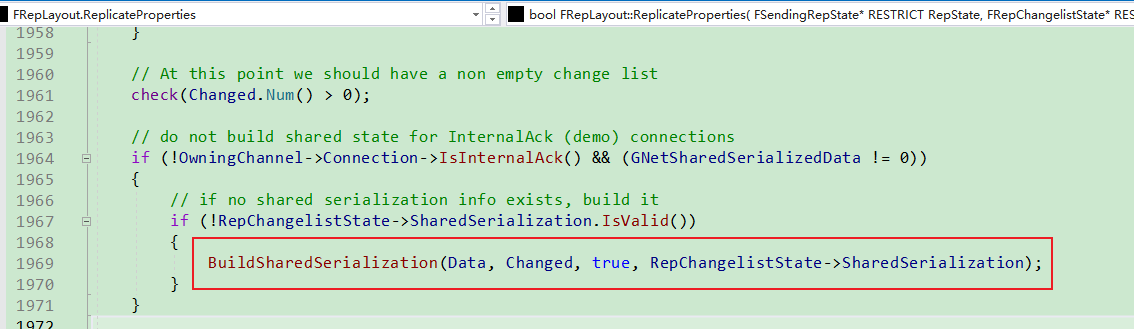 FRepLayout.ReplicateProperties
bool FRepLayout::ReplicateProperties( FSendingRepState* RESTRICT RepState, FRepChangelistState* RES
1958 }
1959
1960 // At this point we should have a non empty change list
1961 check(Changed.Num() > 0);
1962
1963 // do not build shared state for InternalAck (demo) connections
1964 if (!OwningChannel->Connection->IsInternalAck() && (GNetSharedSerializedData != 0))
1965 {
1966 // if no shared serialization info exists, build it
1967 if (!RepChangelistState->SharedSerialization.IsValid())
1968 {
1969 BuildSharedSerialization(Data, Changed, true, RepChangelistState->SharedSerialization);
1970 }
1971 }
1972